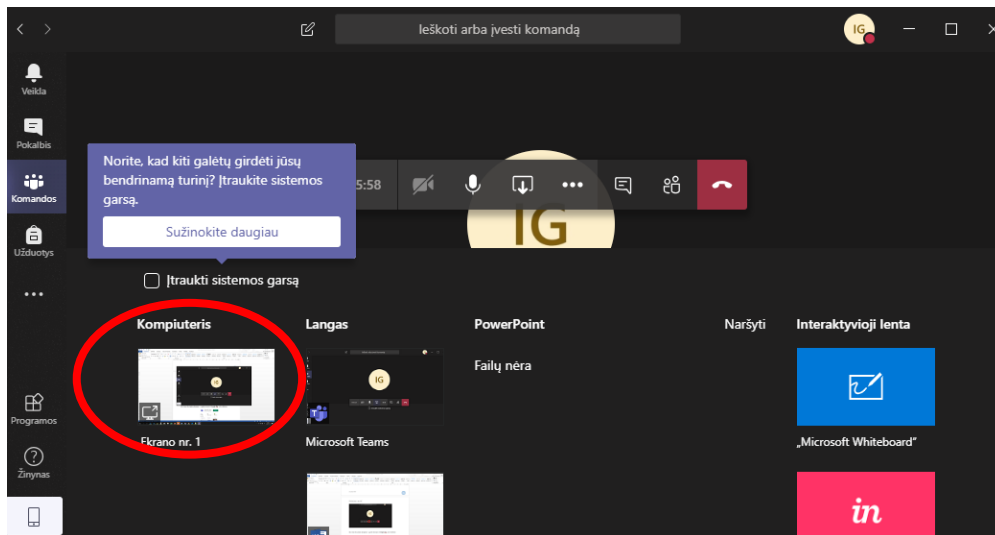 Ieškoti arba įvesti komandą
IG
Veikla
Pokalbis
Komandos
Užduotys
Programos
Žinynas
Norite, kad kiti galėtų girdėti jūsų
bendrinamą turinį? Įtraukite sistemos
garsą.
Sužinokite daugiau
5:58
IG
Įtraukti sistemos garsą
Kompiuteris
Langas
PowerPoint
Naršyti
Interaktyvioji lenta
Failų nėra
IG
Ekrano nr. 1
Microsoft Teams
„Microsoft Whiteboard“
in